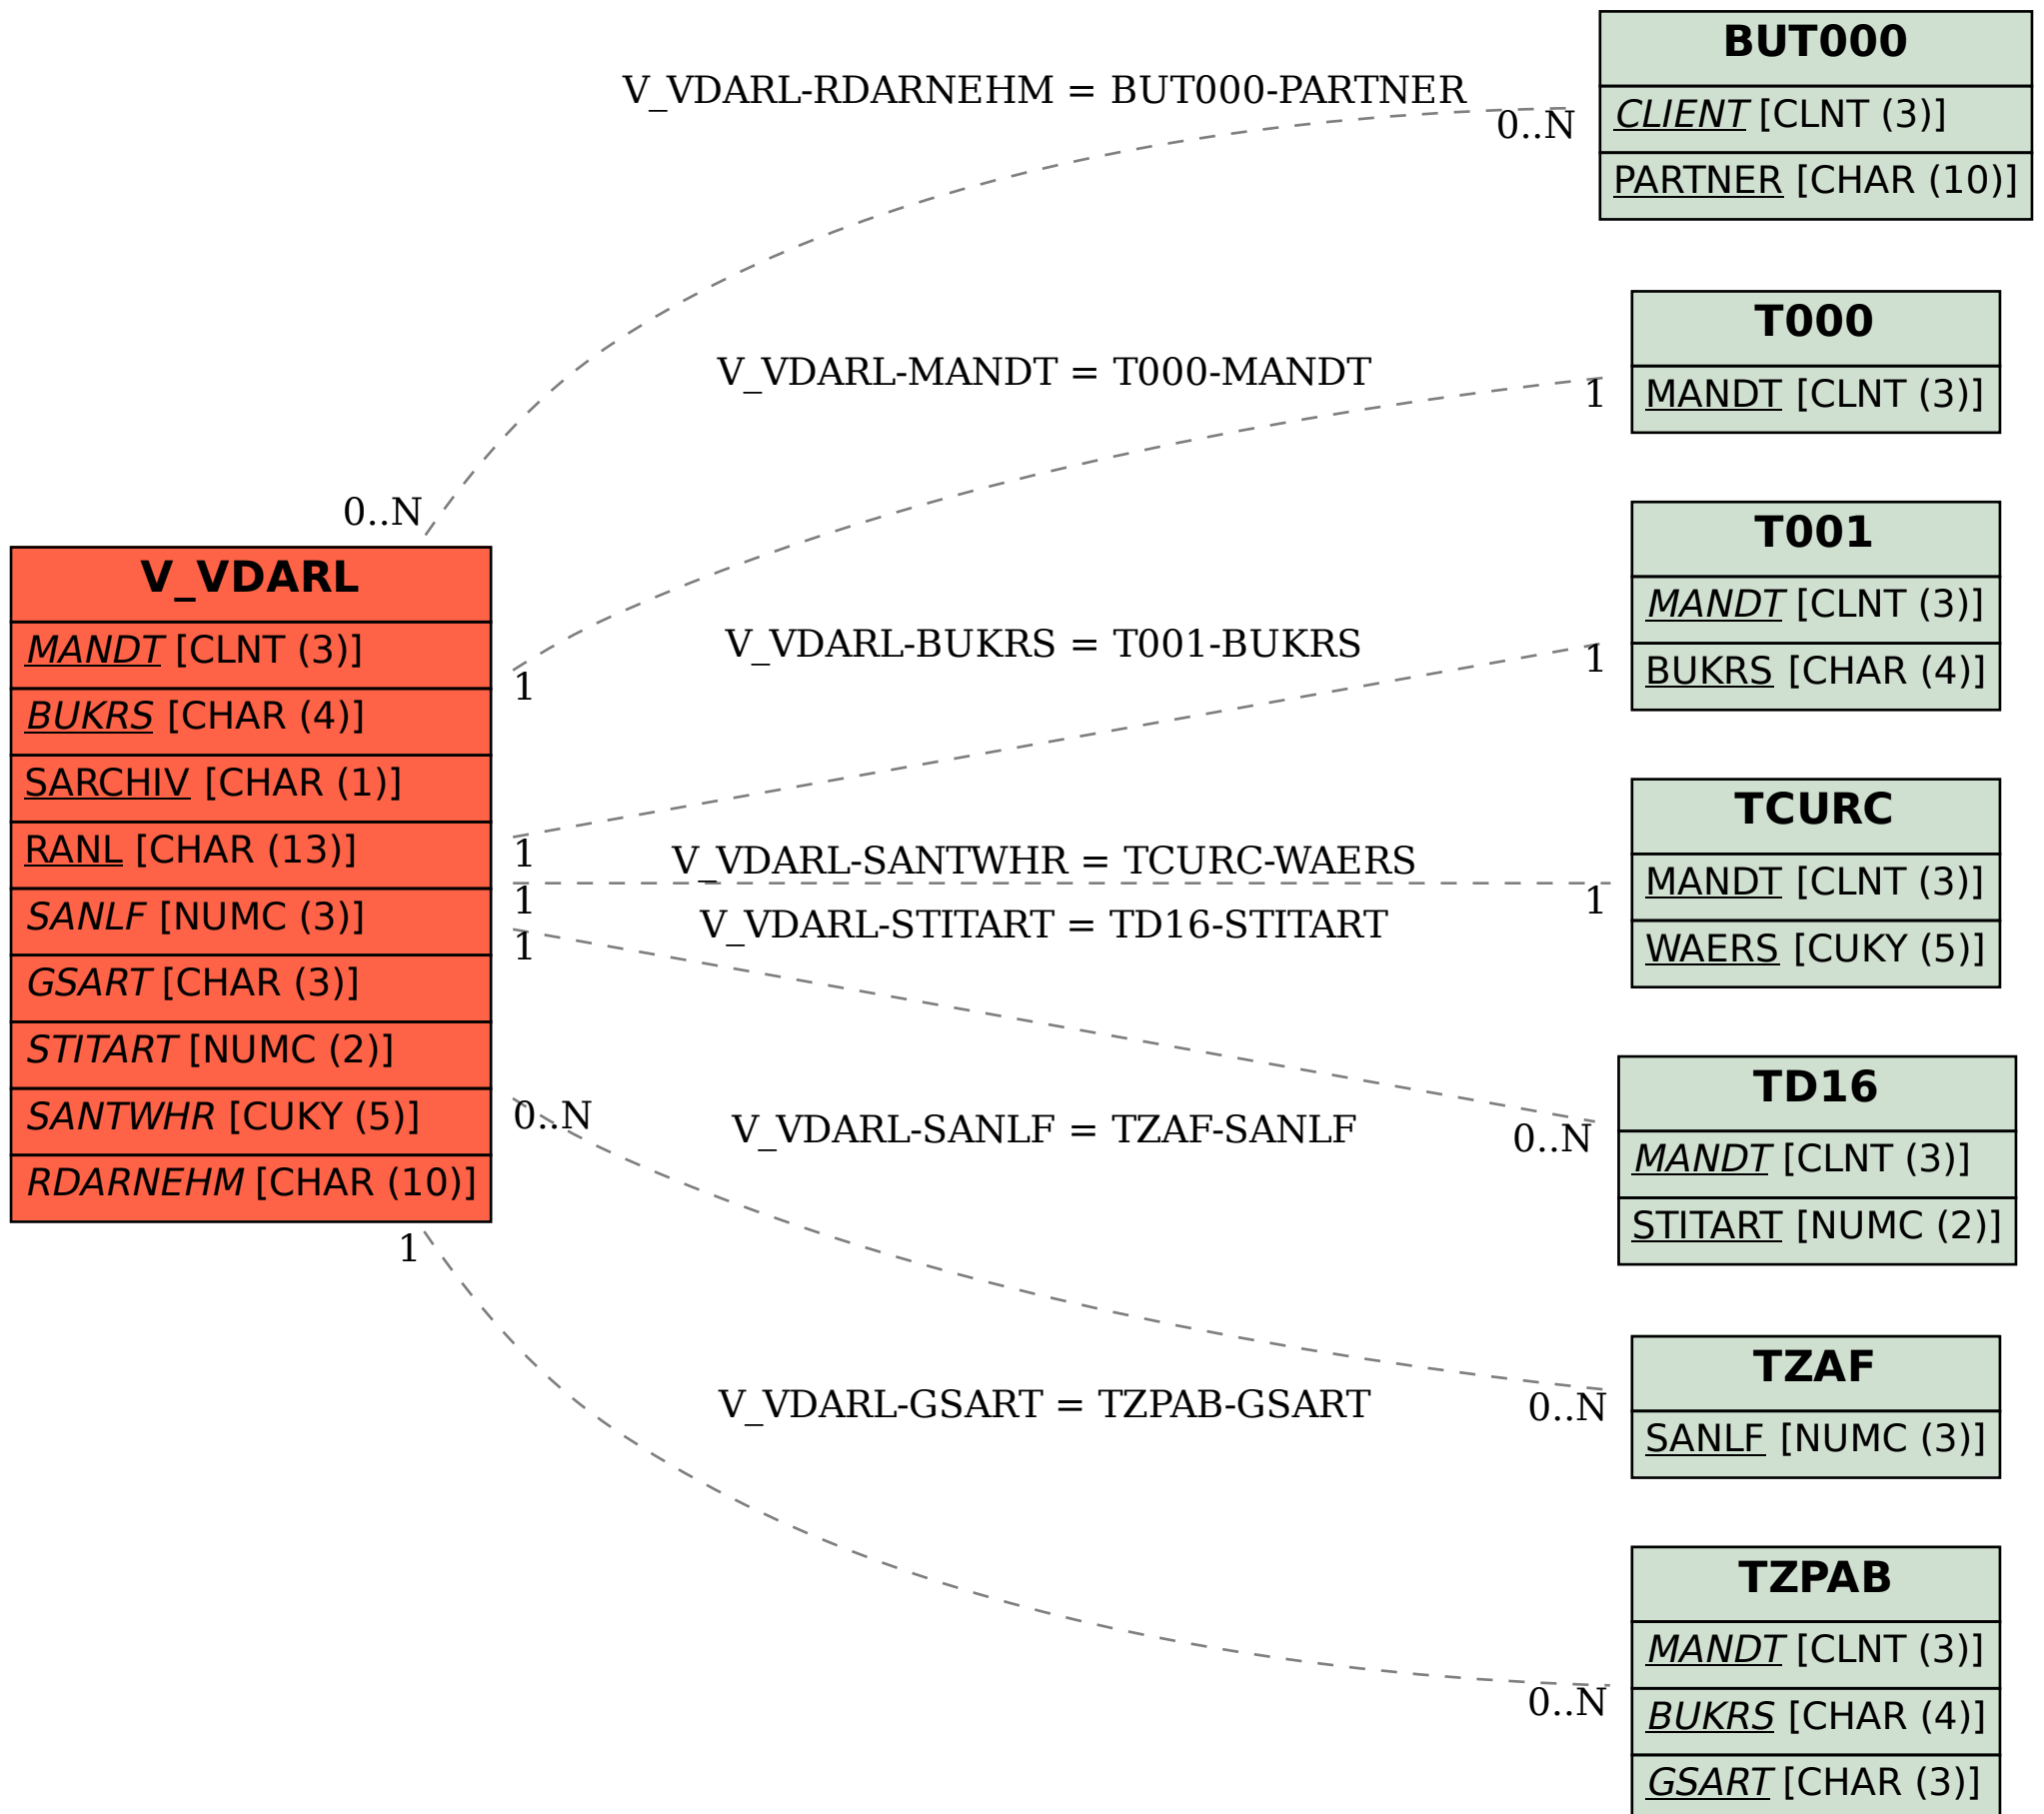 BUT000
CLIENT [CLNT (3)]
PARTNER [CHAR (10)]
V_VDARL-RDARNEHM = BUT000-PARTNER
0..N
0..N
T000
MANDT [CLNT (3)]
V_VDARL-MANDT = T000-MANDT
1
1
T001
MANDT [CLNT (3)]
BUKRS [CHAR (4)]
V_VDARL-BUKRS = T001-BUKRS
1
1
V_VDARL
MANDT [CLNT (3)]
BUKRS [CHAR (4)]
SARCHIV [CHAR (1)]
RANL [CHAR (13)]
SANLF [NUMC (3)]
GSART [CHAR (3)]
STITART [NUMC (2)]
SANTWHR [CUKY (5)]
RDARNEHM [CHAR (10)]
TCURC
MANDT [CLNT (3)]
WAERS [CUKY (5)]
V_VDARL-SANTWHR = TCURC-WAERS
1
1
V_VDARL-STITART = TD16-STITART
1
0..N
TD16
MANDT [CLNT (3)]
STITART [NUMC (2)]
V_VDARL-SANLF = TZAF-SANLF
0..N
0..N
TZAF
SANLF [NUMC (3)]
V_VDARL-GSART = TZPAB-GSART
1
0..N
TZPAB
MANDT [CLNT (3)]
BUKRS [CHAR (4)]
GSART [CHAR (3)]